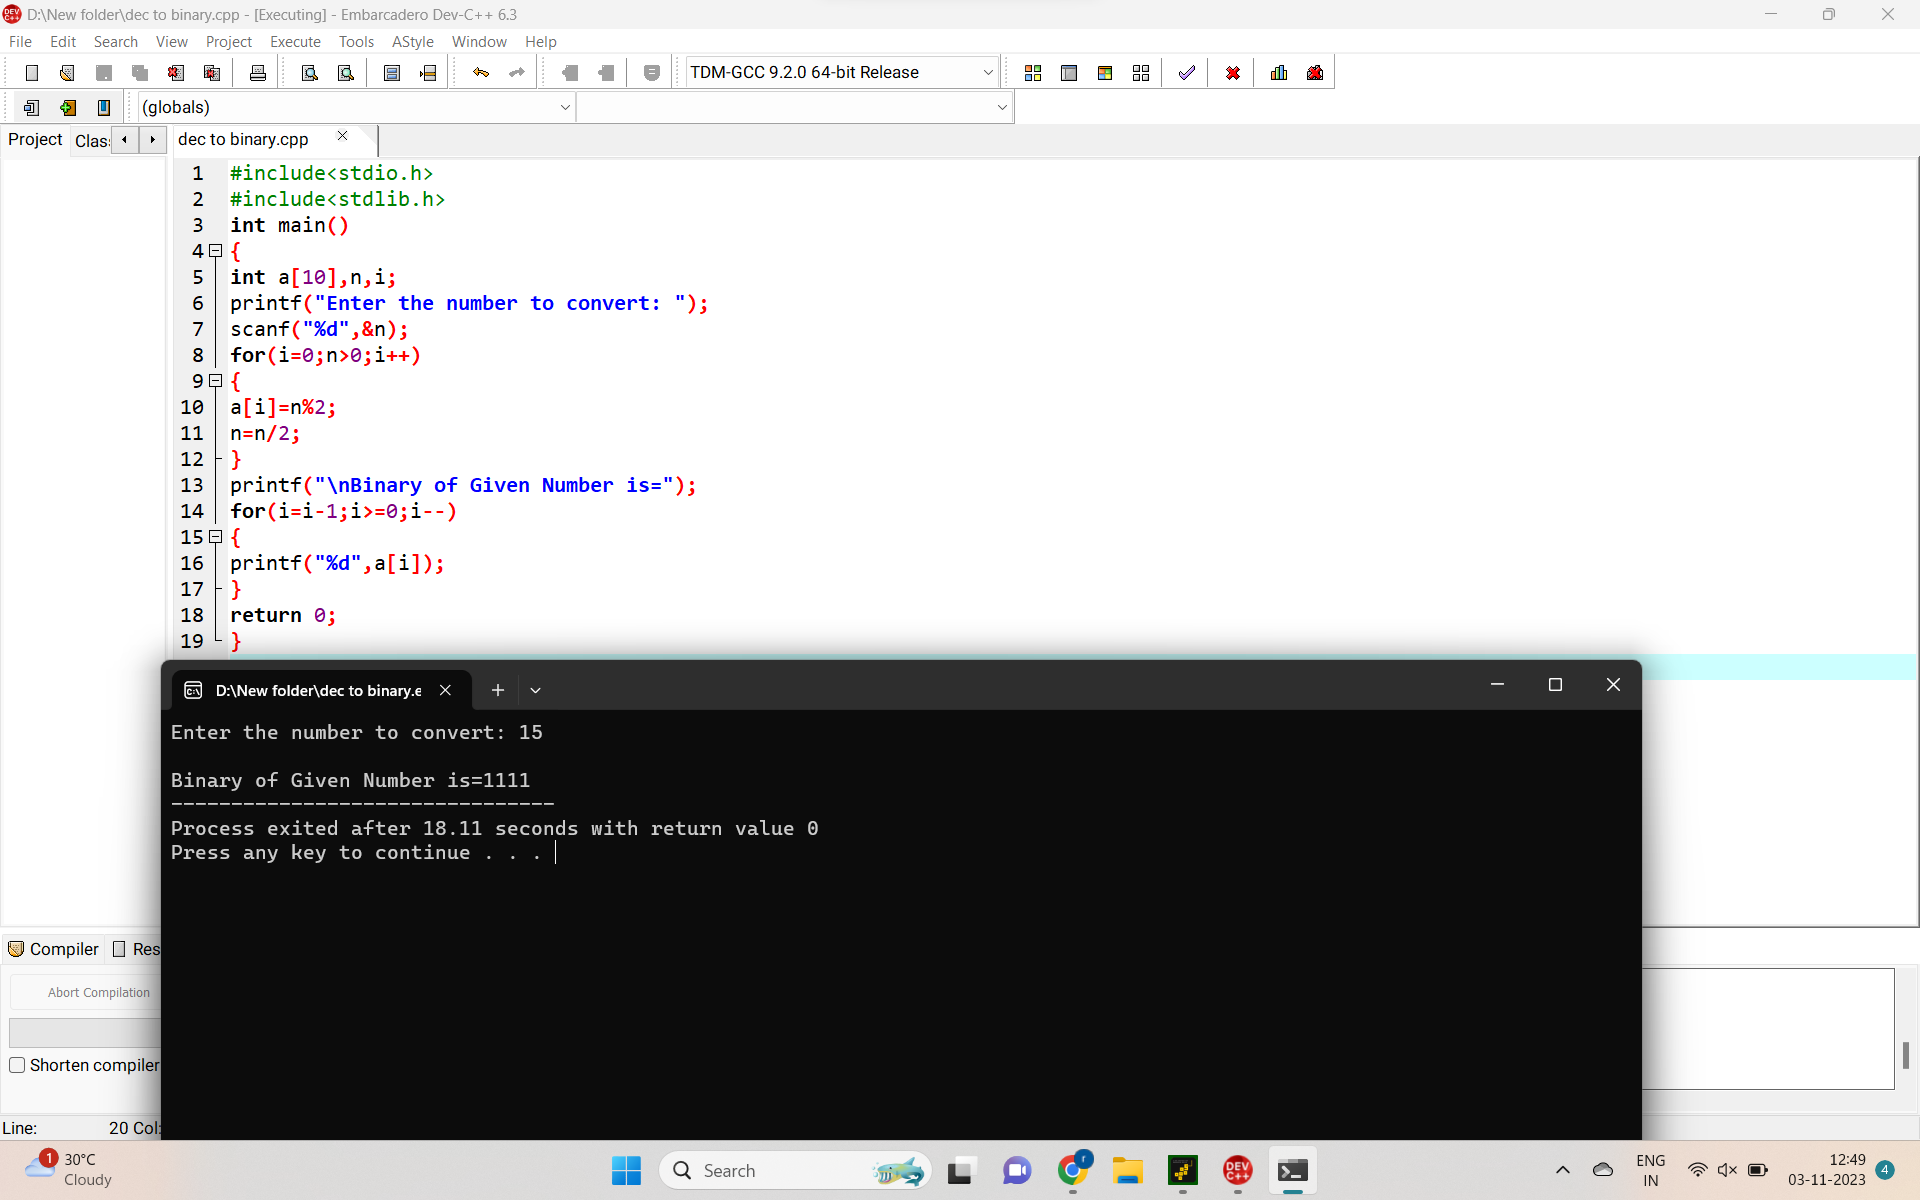 D:\New folder\dec to binary.cpp - [Executing] - Embarcadero Dev-C++ 6.3
File Edit Search View Project Execute Tools AStyle Window Help
TDM-GCC 9.2.0 64-bit Release
(globals)
Project Clas
dec to binary.cpp
1 #include<stdio.h>
2 #include<stdlib.h>
3 int main()
4 {
5 int a[10],n,i;
6 printf("Enter the number to convert: ");
7 scanf("%d",&n);
8 for(i=0;n>0;i++)
9 {
10 a[i]=n%2;
11 n=n/2;
12 }
13 printf("\nBinary of Given Number is=");
14 for(i=i-1;i>=0;i--)
15 {
16 printf("%d",a[i]);
17 }
18 return 0;
19 }
D:\New folder\dec to binary.e
Enter the number to convert: 15
Binary of Given Number is=1111
--------------------------------
Process exited after 18.11 seconds with return value 0
Press any key to continue . . .
Compiler Res
Abort Compilation
Shorten compiler
Line: 20 Col:
1
30°C
Cloudy
Search
r
DEV
C++
ENG
IN
12:49
03-11-2023
4